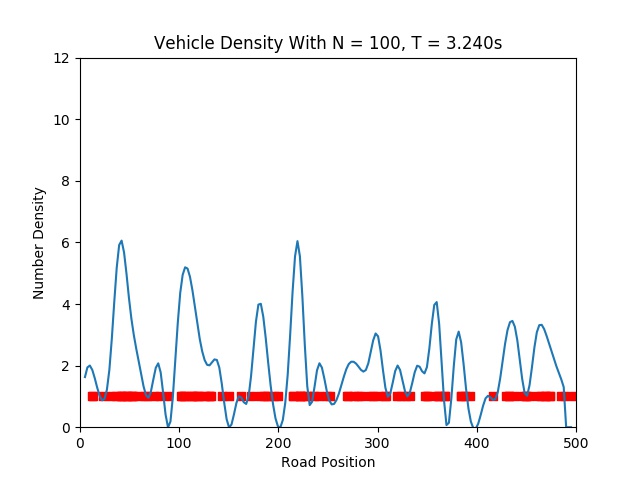 Vehicle Density With N = 100, T = 3.240s
12
10
8
6
4
2
0
Number Density
0 100 200 300 400 500
Road Position